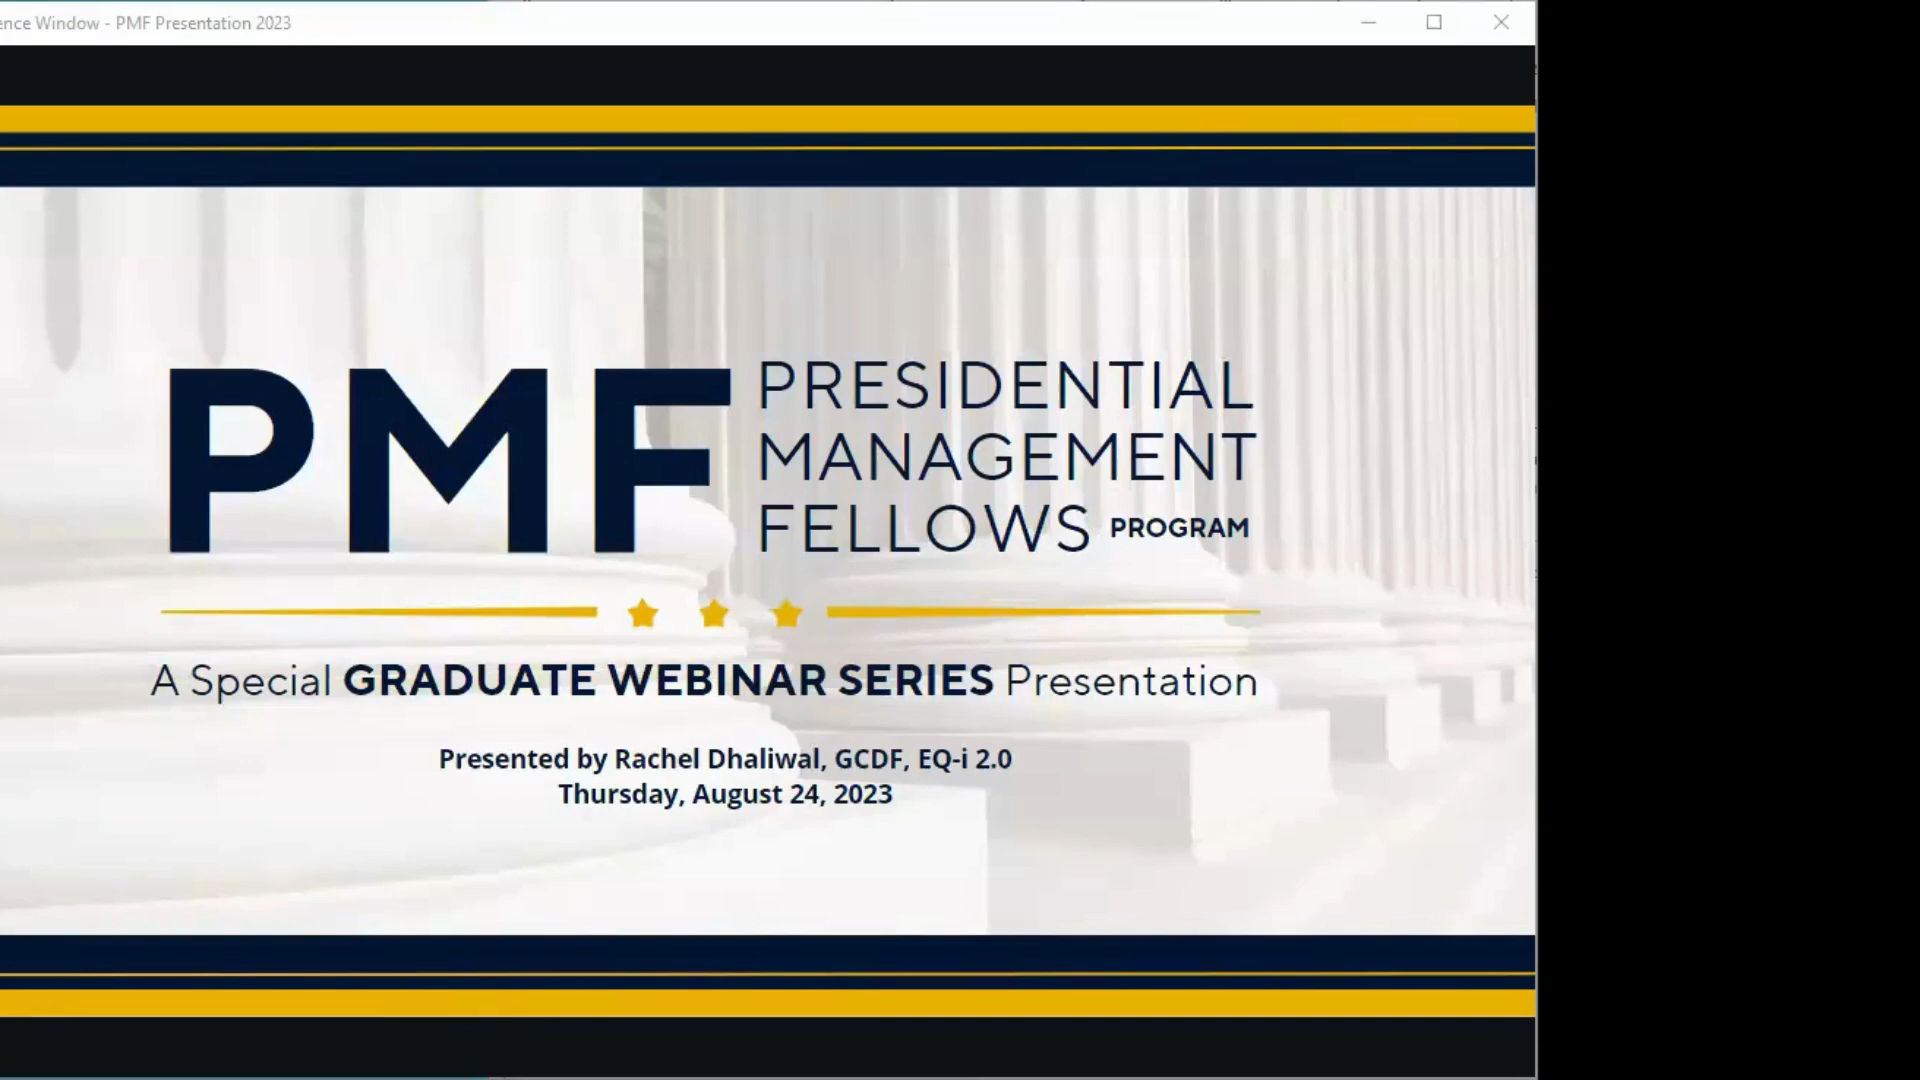 ence Window - PMF Presentation 2023
PMF
PRESIDENTIAL
MANAGEMENT
FELLOWS PROGRAM
A Special GRADUATE WEBINAR SERIES Presentation
Presented by Rachel Dhaliwal, GCDF, EQ-i 2.0
Thursday, August 24, 2023